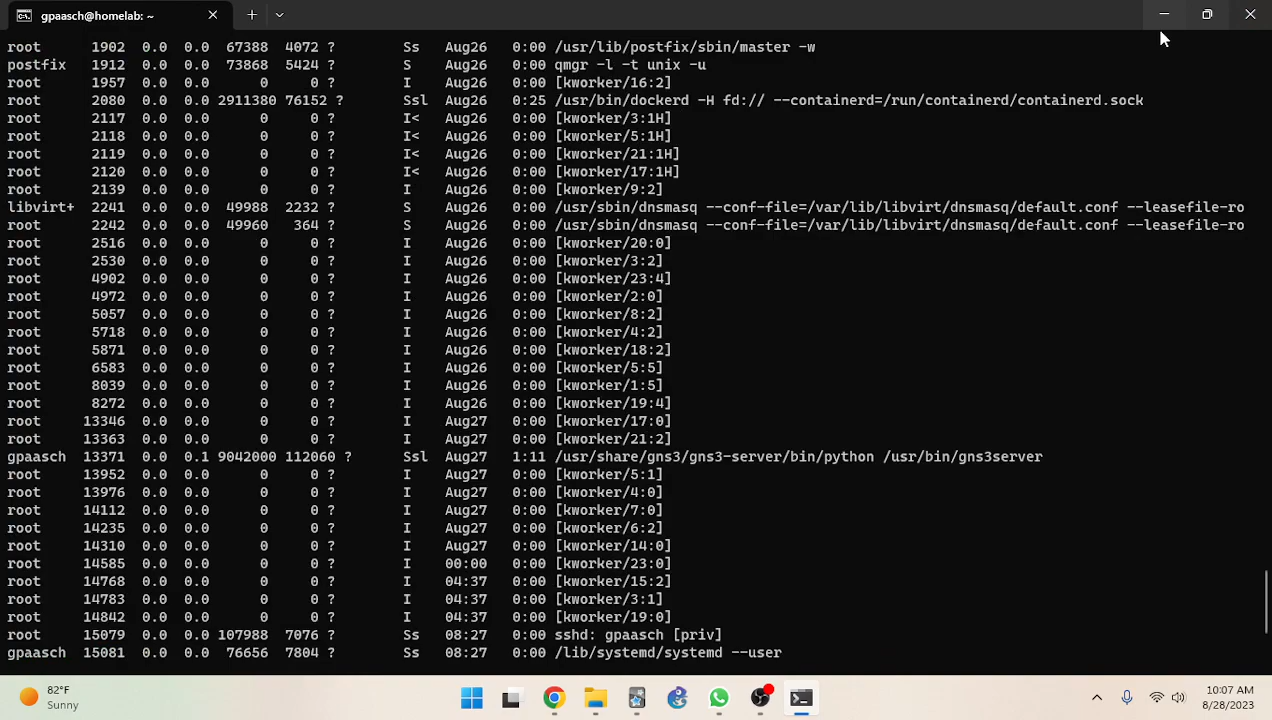 gpaasch@homelab: ~
root 1902 0.0 0.0 67388 4072 ? Ss Aug26 0:00 /usr/lib/postfix/sbin/master -w
postfix 1912 0.0 0.0 73868 5424 ? S Aug26 0:00 qmgr -l -t unix -u
root 1957 0.0 0.0 0 0 ? I Aug26 0:00 [kworker/16:2]
root 2080 0.0 0.0 2911380 76152 ? Ssl Aug26 0:25 /usr/bin/dockerd -H fd:// --containerd=/run/containerd/containerd.sock
root 2117 0.0 0.0 0 0 ? I< Aug26 0:00 [kworker/3:1H]
root 2118 0.0 0.0 0 0 ? I< Aug26 0:00 [kworker/5:1H]
root 2119 0.0 0.0 0 0 ? I< Aug26 0:00 [kworker/21:1H]
root 2120 0.0 0.0 0 0 ? I< Aug26 0:00 [kworker/17:1H]
root 2139 0.0 0.0 0 0 ? I Aug26 0:00 [kworker/9:2]
libvirt+ 2241 0.0 0.0 49988 2232 ? S Aug26 0:00 /usr/sbin/dnsmasq --conf-file=/var/lib/libvirt/dnsmasq/default.conf --leasefile-ro
root 2242 0.0 0.0 49960 364 ? S Aug26 0:00 /usr/sbin/dnsmasq --conf-file=/var/lib/libvirt/dnsmasq/default.conf --leasefile-ro
root 2516 0.0 0.0 0 0 ? I Aug26 0:00 [kworker/20:0]
root 2530 0.0 0.0 0 0 ? I Aug26 0:00 [kworker/3:2]
root 4902 0.0 0.0 0 0 ? I Aug26 0:00 [kworker/23:4]
root 4972 0.0 0.0 0 0 ? I Aug26 0:00 [kworker/2:0]
root 5057 0.0 0.0 0 0 ? I Aug26 0:00 [kworker/8:2]
root 5718 0.0 0.0 0 0 ? I Aug26 0:00 [kworker/4:2]
root 5871 0.0 0.0 0 0 ? I Aug26 0:00 [kworker/18:2]
root 6583 0.0 0.0 0 0 ? I Aug26 0:00 [kworker/5:5]
root 8039 0.0 0.0 0 0 ? I Aug26 0:00 [kworker/1:5]
root 8272 0.0 0.0 0 0 ? I Aug26 0:00 [kworker/19:4]
root 13346 0.0 0.0 0 0 ? I Aug27 0:00 [kworker/17:0]
root 13363 0.0 0.0 0 0 ? I Aug27 0:00 [kworker/21:2]
gpaasch 13371 0.0 0.1 9042000 112060 ? Ssl Aug27 1:11 /usr/share/gns3/gns3-server/bin/python /usr/bin/gns3server
root 13952 0.0 0.0 0 0 ? I Aug27 0:00 [kworker/5:1]
root 13976 0.0 0.0 0 0 ? I Aug27 0:00 [kworker/4:0]
root 14112 0.0 0.0 0 0 ? I Aug27 0:00 [kworker/7:0]
root 14235 0.0 0.0 0 0 ? I Aug27 0:00 [kworker/6:2]
root 14310 0.0 0.0 0 0 ? I Aug27 0:00 [kworker/14:0]
root 14585 0.0 0.0 0 0 ? I 00:00 0:00 [kworker/23:0]
root 14768 0.0 0.0 0 0 ? I 04:37 0:00 [kworker/15:2]
root 14783 0.0 0.0 0 0 ? I 04:37 0:00 [kworker/3:1]
root 14842 0.0 0.0 0 0 ? I 04:37 0:00 [kworker/19:0]
root 15079 0.0 0.0 107988 7076 ? Ss 08:27 0:00 sshd: gpaasch [priv]
gpaasch 15081 0.0 0.0 76656 7804 ? Ss 08:27 0:00 /lib/systemd/systemd --user
82°F
Sunny
10:07 AM
8/28/2023